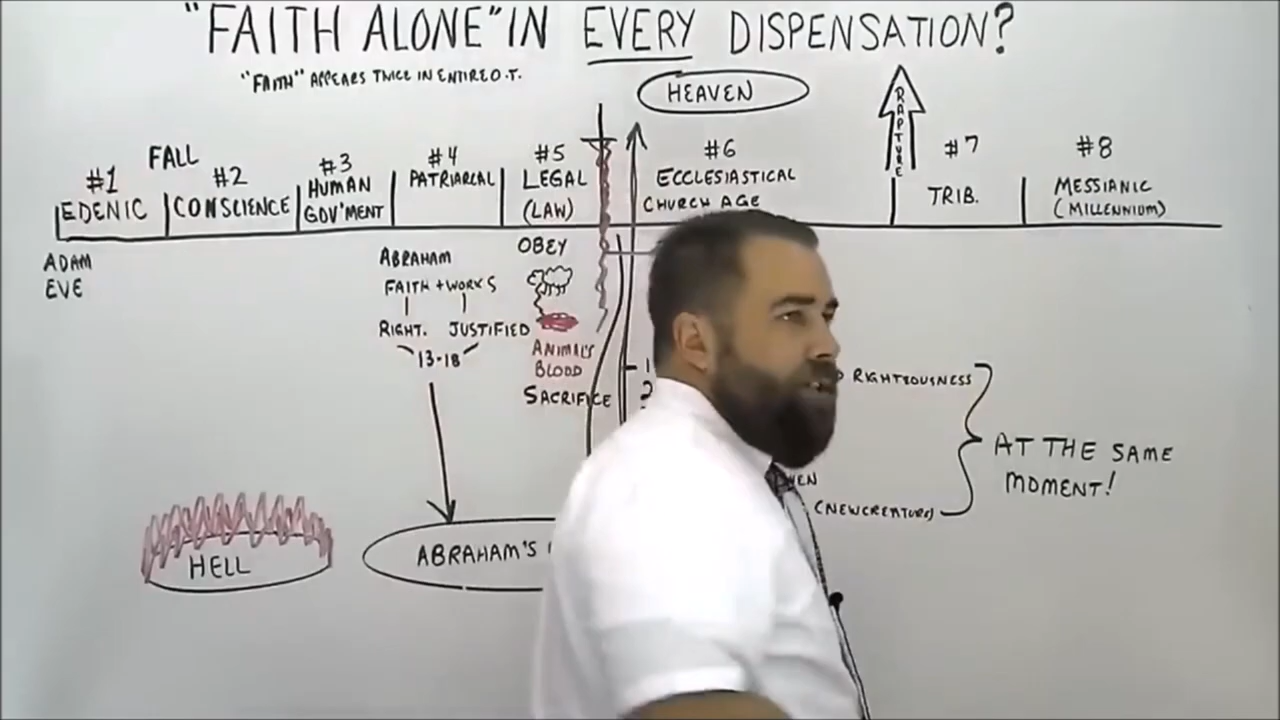 "FAITH ALONE" IN EVERY DISPENSATION?
"FAITH" APPEARS TWICE IN ENTIRE O.T.
HEAVEN
RAPTURE
FALL
#1
EDENIC
#2
CONSCIENCE
#3
HUMAN
GOV'MENT
#4
PATRIARCAL
#5
LEGAL
(LAW)
#6
ECCLESIASTICAL
CHURCH AGE
#7
TRIB.
#8
MESSIANIC
(MILLENNIUM)
ADAM
EVE
ABRAHAM
FAITH + WORKS
RIGHT. JUSTIFIED
13-18
OBEY
ANIMAL'S
BLOOD
SACRIFICE
1
2
RIGHTEOUSNESS
(NEW CREATURE)
AT THE SAME
MOMENT!
HELL
ABRAHAM'S